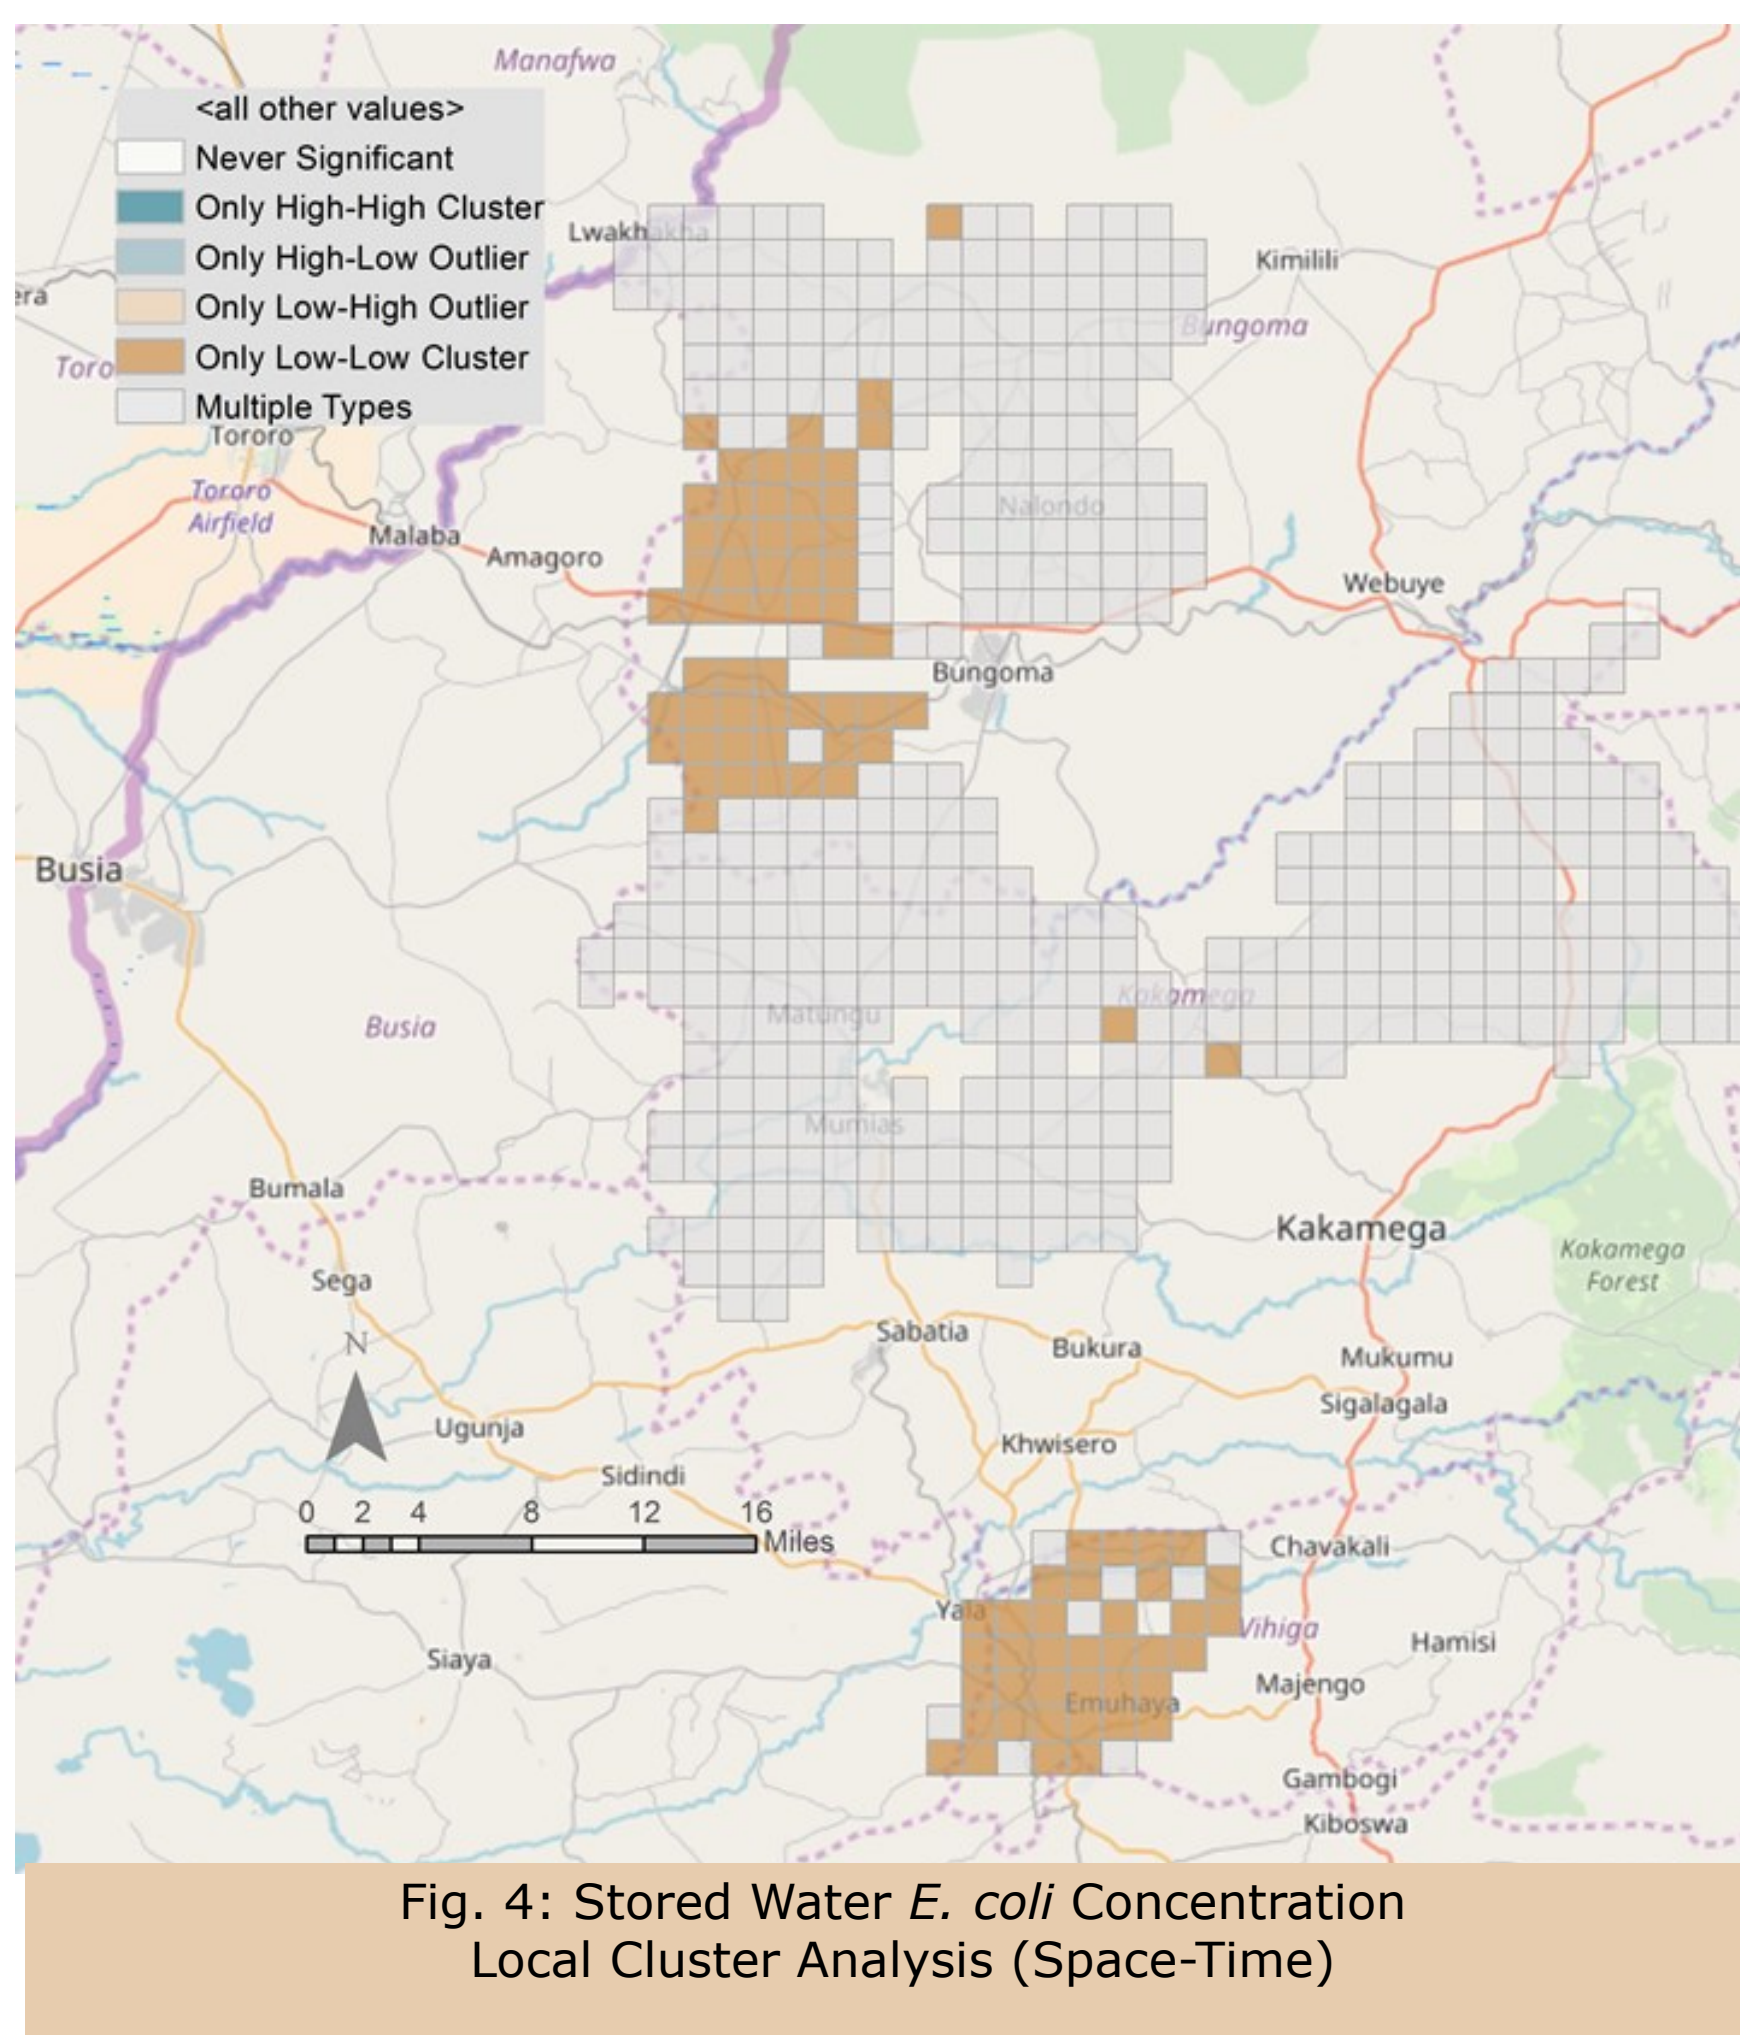 Manafwa
<all other values>
Never Significant
Only High-High Cluster
Only High-Low Outlier
Only Low-High Outlier
Only Low-Low Cluster
Multiple Types
Lwakhakha
Kimilili
era
Bungoma
Toro
Tororo
Tororo
Airfield
Nalondo
Malaba
Amagoro
Webuye
Bungoma
Busia
Kakamega
Matungu
Busia
Mumias
Bumala
Kakamega
Kakamega
Forest
Sega
N
Sabatia
Bukura
Mukumu
Sigalagala
Ugunja
Khwisero
Sidindi
0 2 4 8 12 16
Miles
Chavakali
Yala
Vihiga
Hamisi
Siaya
Majengo
Emuhaya
Gambogi
Kiboswa
Fig. 4: Stored Water E. coli Concentration
Local Cluster Analysis (Space-Time)